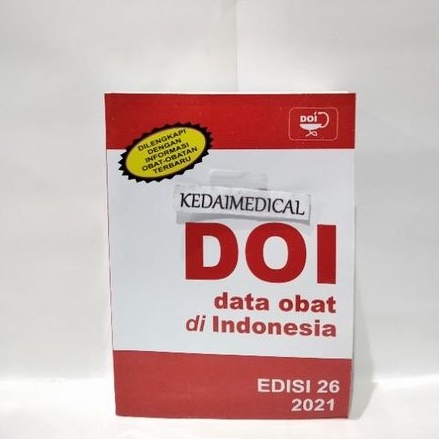 DOI
DILENGKAPI
DENGAN
INFORMASI
OBAT-OBATAN
TERBARU
KEDAIMEDICAL
DOI
data obat
di Indonesia
EDISI 26
2021